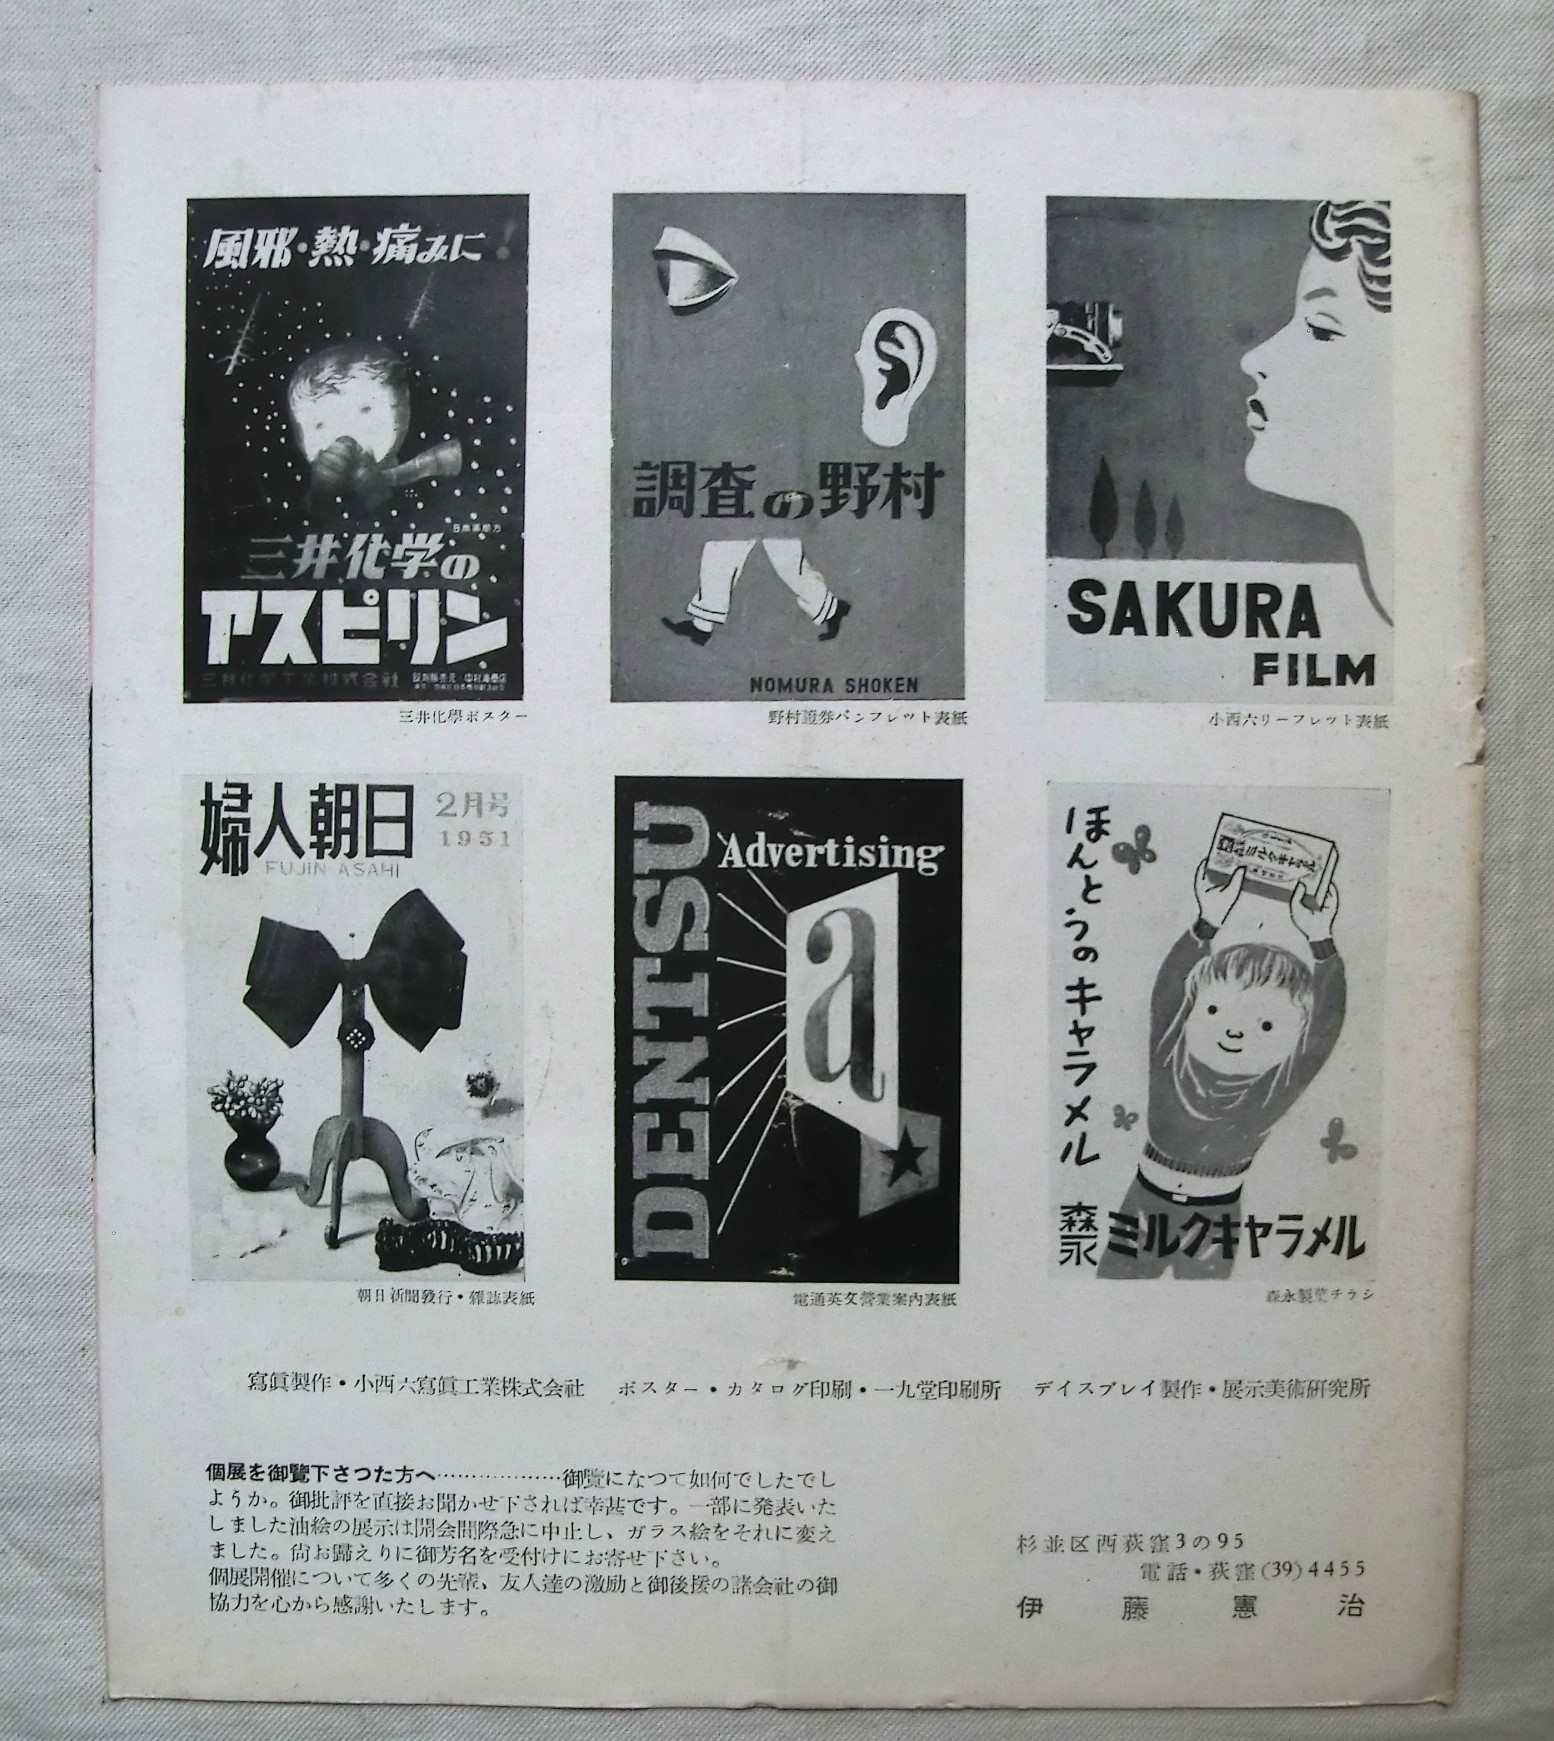 風邪・熱・痛みに
三井化学の
アスピリン
三井化学工業株式会社
三井化學ポスター
調査の野村
NOMURA SHOKEN
野村證券パンフレット表紙
SAKURA
FILM
小西六リーフレット表紙
婦人朝日
2月号
1951
FUJIN ASAHI
朝日新聞發行・雜誌表紙
DENTSU
Advertising
a
電通英文營業案内表紙
ほんとうのキャラメル
森永
ミルクキャラメル
森永製菓チラシ
寫眞製作・小西六寫眞工業株式会社　ポスター・カタログ印刷・一九堂印刷所　デイスプレイ製作・展示美術研究所
個展を御覽下さつた方へ………………御覽になつて如何でしたでし
ようか。御批評を直接お聞かせ下されば幸甚です。一部に発表いた
しました油絵の展示は開会間際急に中止し、ガラス絵をそれに変え
ました。尙お歸えりに御芳名を受付けにお寄せ下さい。
個展開催について多くの先輩、友人達の激励と御後援の諸会社の御
協力を心から感謝いたします。
杉並区西荻窪3の95
電話・荻窪(39)4455
伊藤憲治